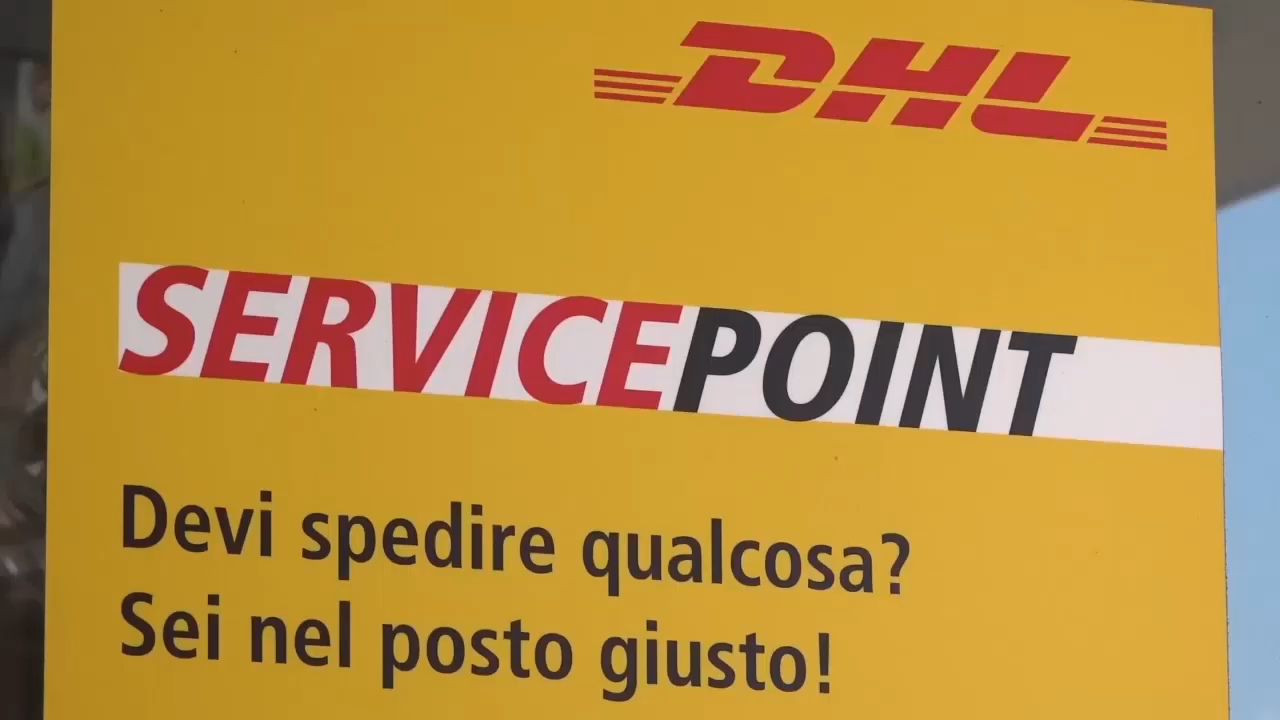 DHL
SERVICEPOINT
Devi spedire qualcosa?
Sei nel posto giusto!